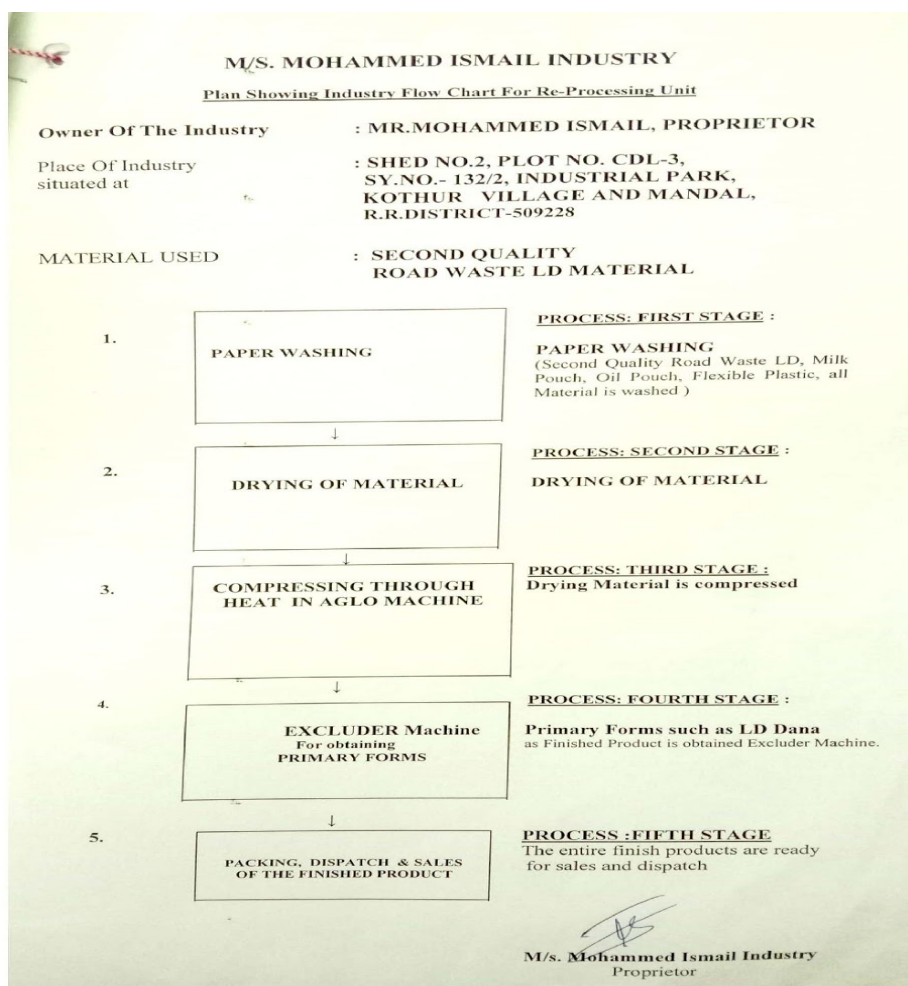 M/S. MOHAMMED ISMAIL INDUSTRY
Plan Showing Industry Flow Chart For Re-Processing Unit
Owner Of The Industry : MR.MOHAMMED ISMAIL, PROPRIETOR
Place Of Industry : SHED NO.2, PLOT NO. CDL-3,
situated at SY.NO.- 132/2, INDUSTRIAL PARK,
KOTHUR VILLAGE AND MANDAL,
R.R.DISTRICT-509228
MATERIAL USED : SECOND QUALITY
ROAD WASTE LD MATERIAL
1.
PAPER WASHING
PROCESS: FIRST STAGE :
PAPER WASHING
(Second Quality Road Waste LD, Milk
Pouch, Oil Pouch, Flexible Plastic, all
Material is washed )
↓
2.
DRYING OF MATERIAL
PROCESS: SECOND STAGE :
DRYING OF MATERIAL
↓
3.
COMPRESSING THROUGH
HEAT IN AGLO MACHINE
PROCESS: THIRD STAGE :
Drying Material is compressed
↓
4.
EXCLUDER Machine
For obtaining
PRIMARY FORMS
PROCESS: FOURTH STAGE :
Primary Forms such as LD Dana
as Finished Product is obtained Excluder Machine.
↓
5.
PACKING, DISPATCH & SALES
OF THE FINISHED PRODUCT
PROCESS :FIFTH STAGE
The entire finish products are ready
for sales and dispatch
M/s. Mohammed Ismail Industry
Proprietor